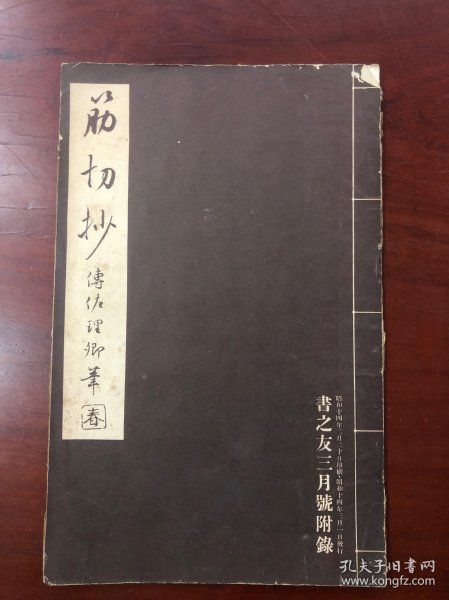 筋切抄
傳佐理卿筆
春
昭和十四年二月二十日印刷・昭和十四年三月一日發行
書之友三月號附錄
孔夫子旧书网
www.kongfz.com